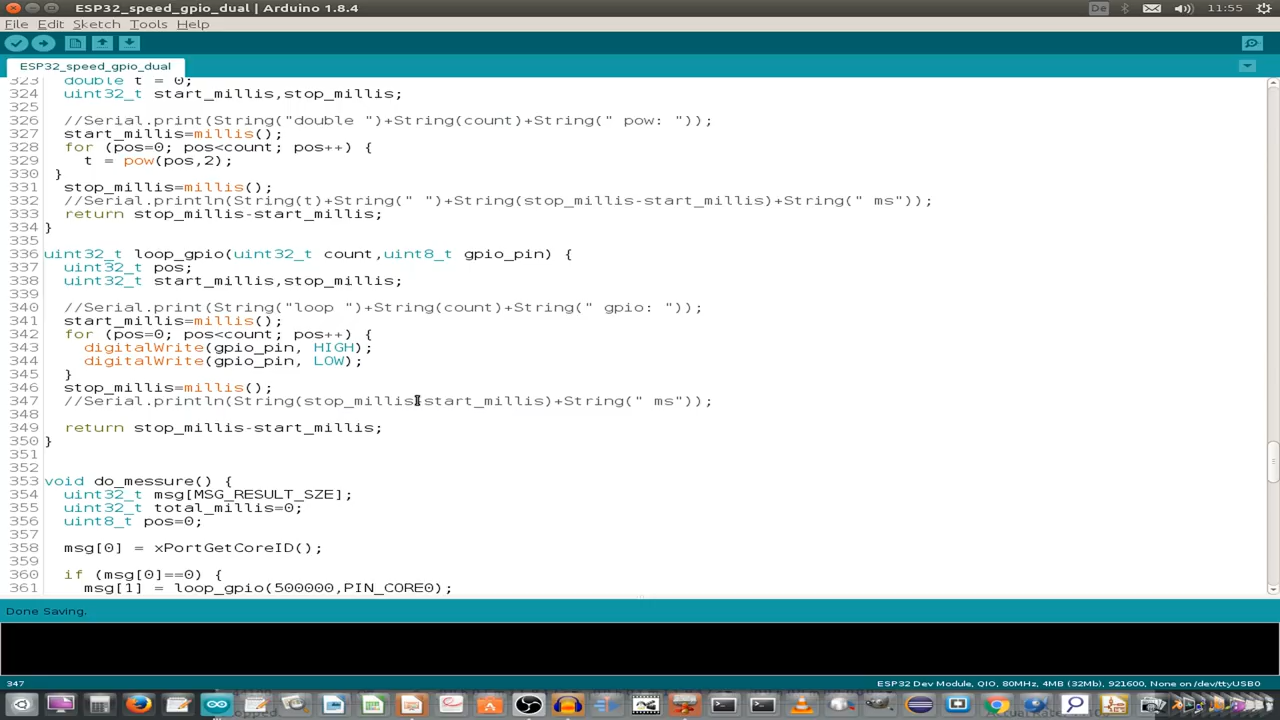 ESP32_speed_gpio_dual | Arduino 1.8.4
De
11:55
File Edit Sketch Tools Help
ESP32_speed_gpio_dual
323 double t = 0;
324 uint32_t start_millis,stop_millis;
325
326 //Serial.print(String("double ")+String(count)+String(" pow: "));
327 start_millis=millis();
328 for (pos=0; pos<count; pos++) {
329 t = pow(pos,2);
330 }
331 stop_millis=millis();
332 //Serial.println(String(t)+String(" ")+String(stop_millis-start_millis)+String(" ms"));
333 return stop_millis-start_millis;
334 }
335
336 uint32_t loop_gpio(uint32_t count,uint8_t gpio_pin) {
337 uint32_t pos;
338 uint32_t start_millis,stop_millis;
339
340 //Serial.print(String("loop ")+String(count)+String(" gpio: "));
341 start_millis=millis();
342 for (pos=0; pos<count; pos++) {
343 digitalWrite(gpio_pin, HIGH);
344 digitalWrite(gpio_pin, LOW);
345 }
346 stop_millis=millis();
347 //Serial.println(String(stop_millis-start_millis)+String(" ms"));
348
349 return stop_millis-start_millis;
350 }
351
352
353 void do_messure() {
354 uint32_t msg[MSG_RESULT_SZE];
355 uint32_t total_millis=0;
356 uint8_t pos=0;
357
358 msg[0] = xPortGetCoreID();
359
360 if (msg[0]==0) {
361 msg[1] = loop_gpio(500000,PIN_CORE0);
Done Saving.
347
ESP32 Dev Module, QIO, 80MHz, 4MB (32Mb), 921600, None on /dev/ttyUSB0